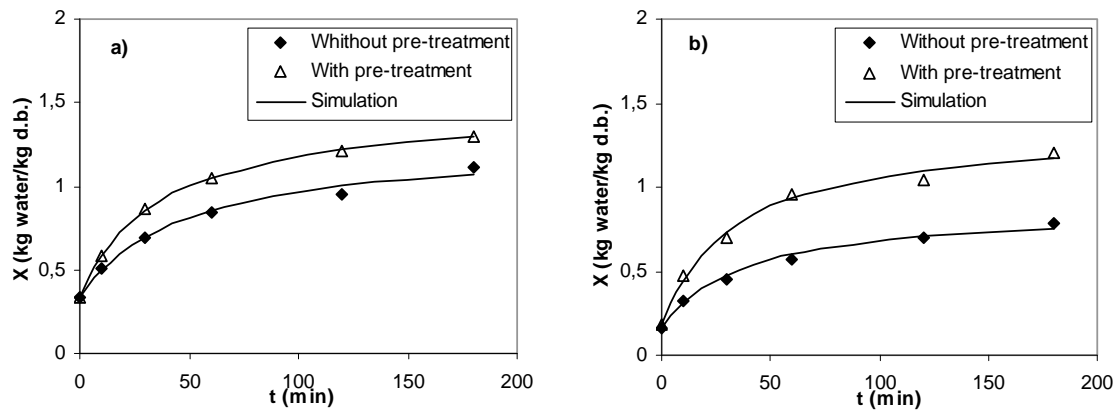 a)
Whithout pre-treatment
With pre-treatment
Simulation
X (kg water/kg d.b.)
2
1,5
1
0,5
0
0
50
100
150
200
t (min)
b)
Without pre-treatment
With pre-treatment
Simulation
X (kg water/kg d.b.)
2
1,5
1
0,5
0
0
50
100
150
200
t (min)